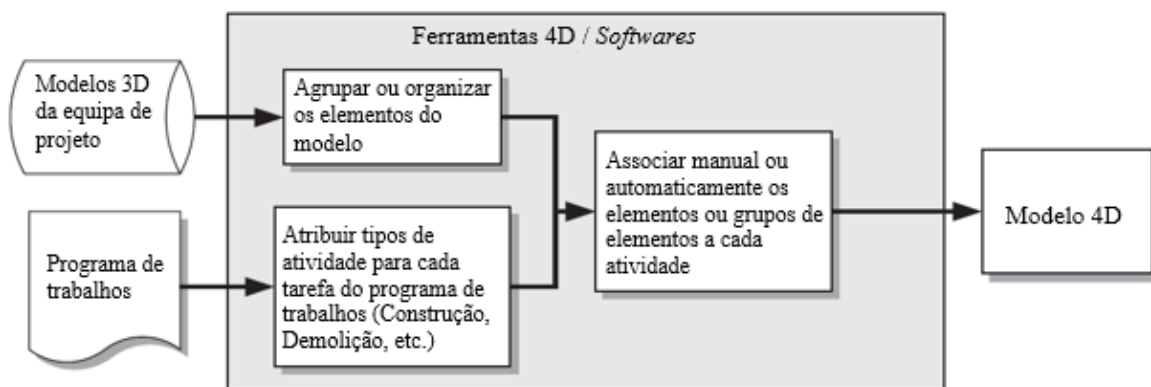 Ferramentas 4D / Softwares
Modelos 3D
da equipa de
projeto
Agrupar ou organizar
os elementos do
modelo
Programa de
trabalhos
Atribuir tipos de
atividade para cada
tarefa do programa de
trabalhos (Construção,
Demolição, etc.)
Associar manual ou
automaticamente os
elementos ou grupos de
elementos a cada
atividade
Modelo 4D